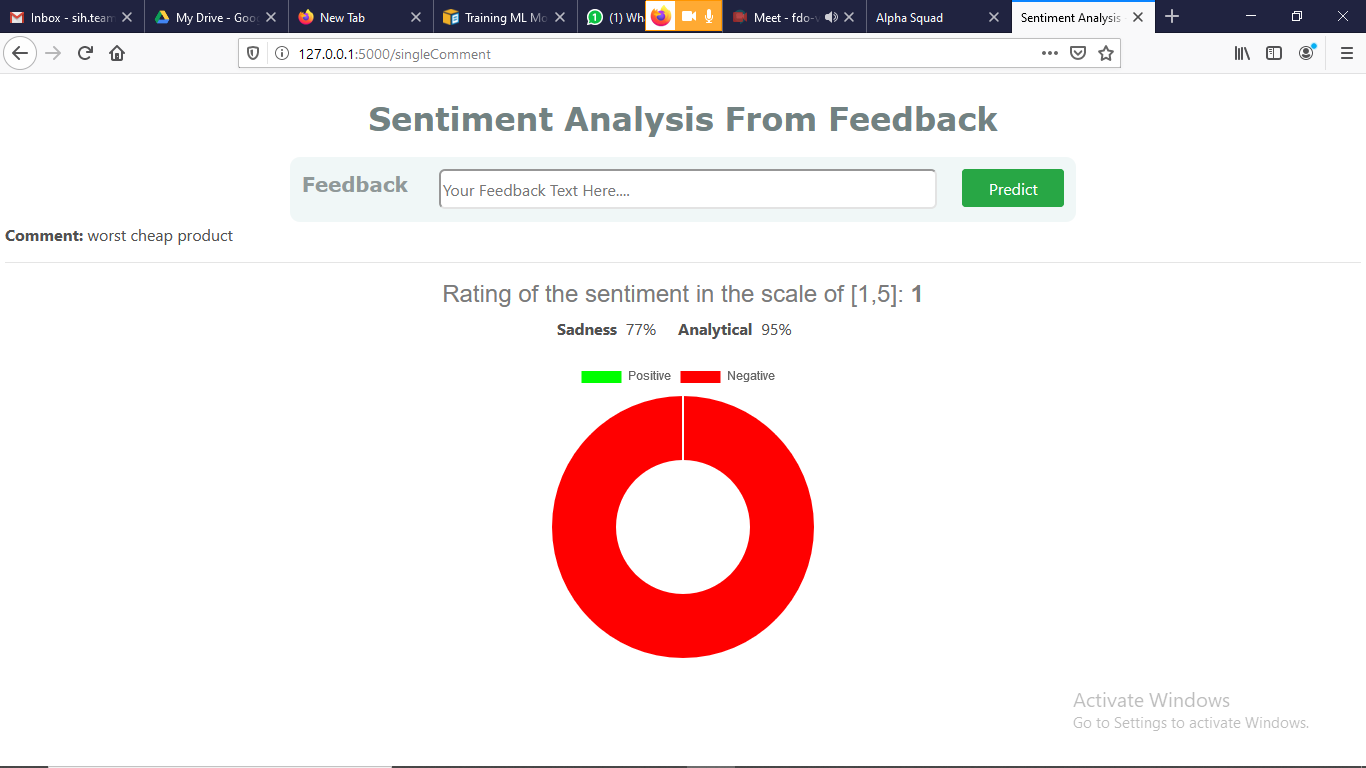 Inbox - sih.team My Drive - Goog New Tab Training ML Mo (1) Wh Meet - fdo-v Alpha Squad Sentiment Analysis
127.0.0.1:5000/singleComment
Sentiment Analysis From Feedback
Feedback Your Feedback Text Here.... Predict
Comment: worst cheap product
Rating of the sentiment in the scale of [1,5]: 1
Sadness 77% Analytical 95%
Positive Negative
Activate Windows
Go to Settings to activate Windows.